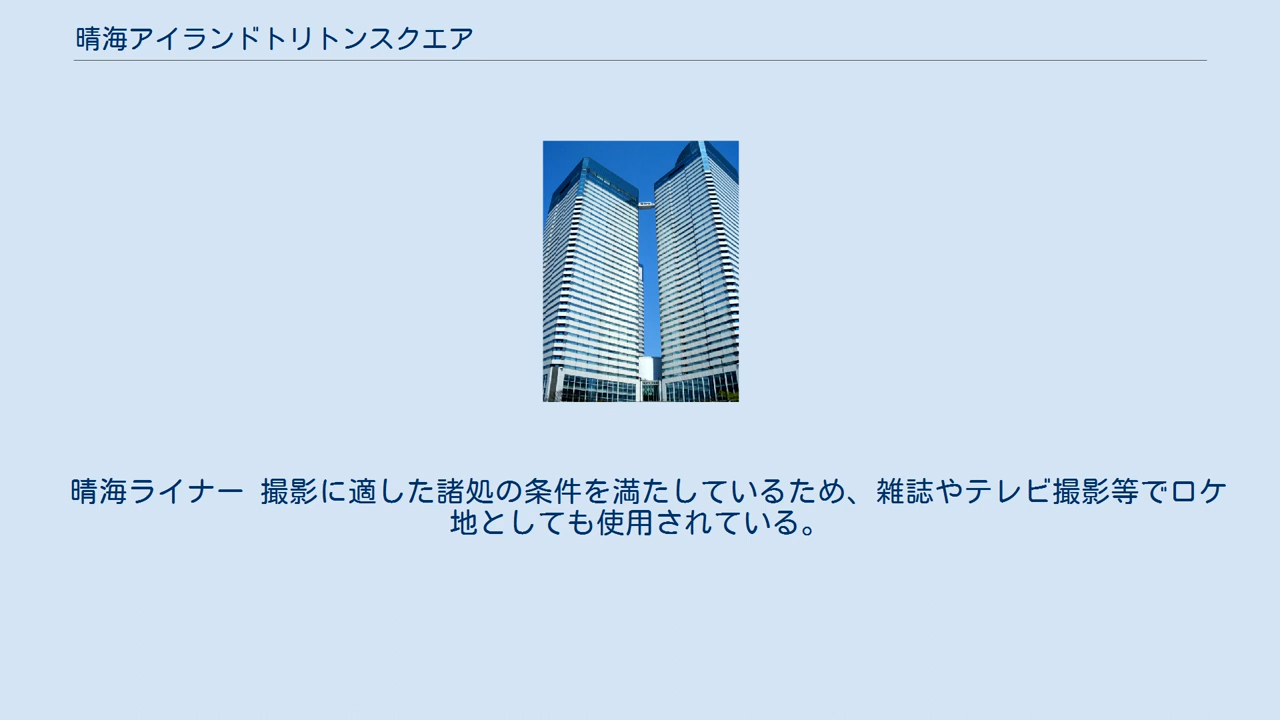 晴海アイランドトリトンスクエア
晴海ライナー 撮影に適した諸処の条件を満たしているため、雑誌やテレビ撮影等でロケ
地としても使用されている。